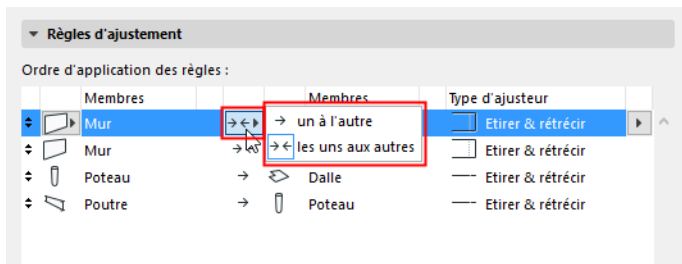 Règles d'ajustement
Ordre d'application des règles :
Membres Membres Type d'ajusteur
Mur un à l'autre Etirer & rétrécir
Mur les uns aux autres Etirer & rétrécir
Poteau Dalle Etirer & rétrécir
Poutre Poteau Etirer & rétrécir